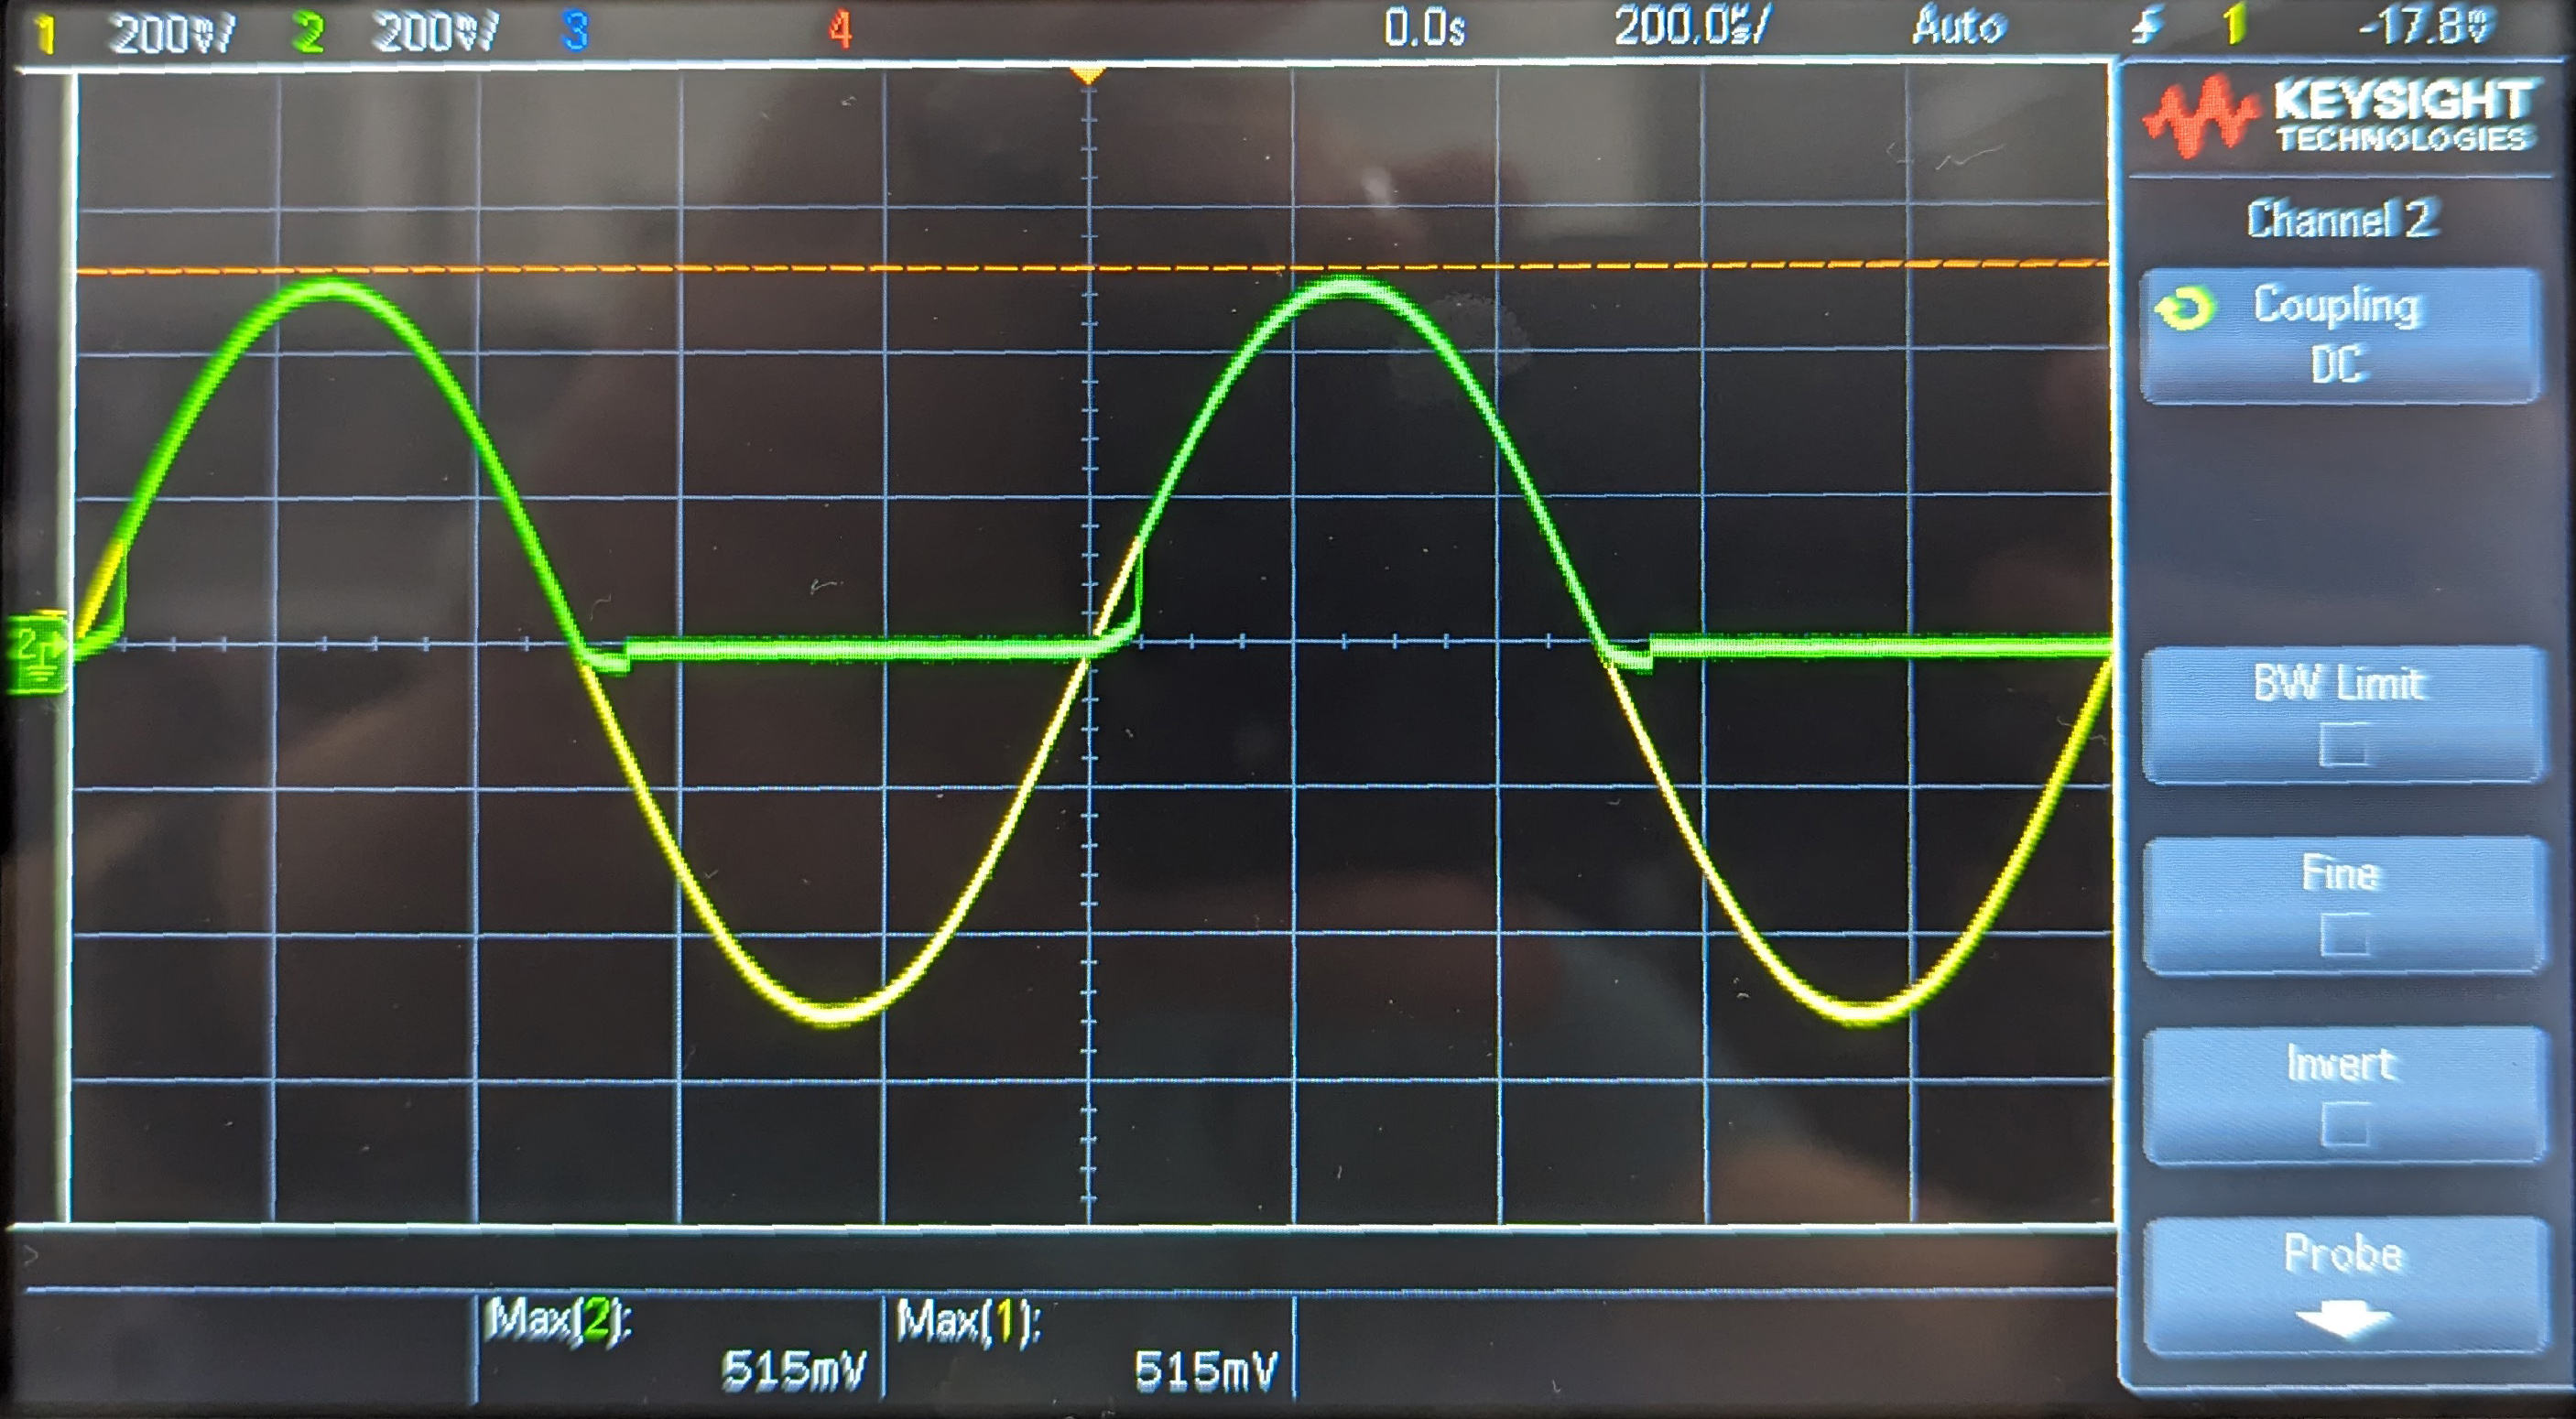 1 200mV/ 2 200mV/ 3 4 0.0s 200.0µs/ Auto 1 -17.8mV
KEYSIGHT
TECHNOLOGIES
Channel 2
Coupling
DC
2
BW Limit
Fine
Invert
Probe
Max(2): Max(1):
515mV 515mV